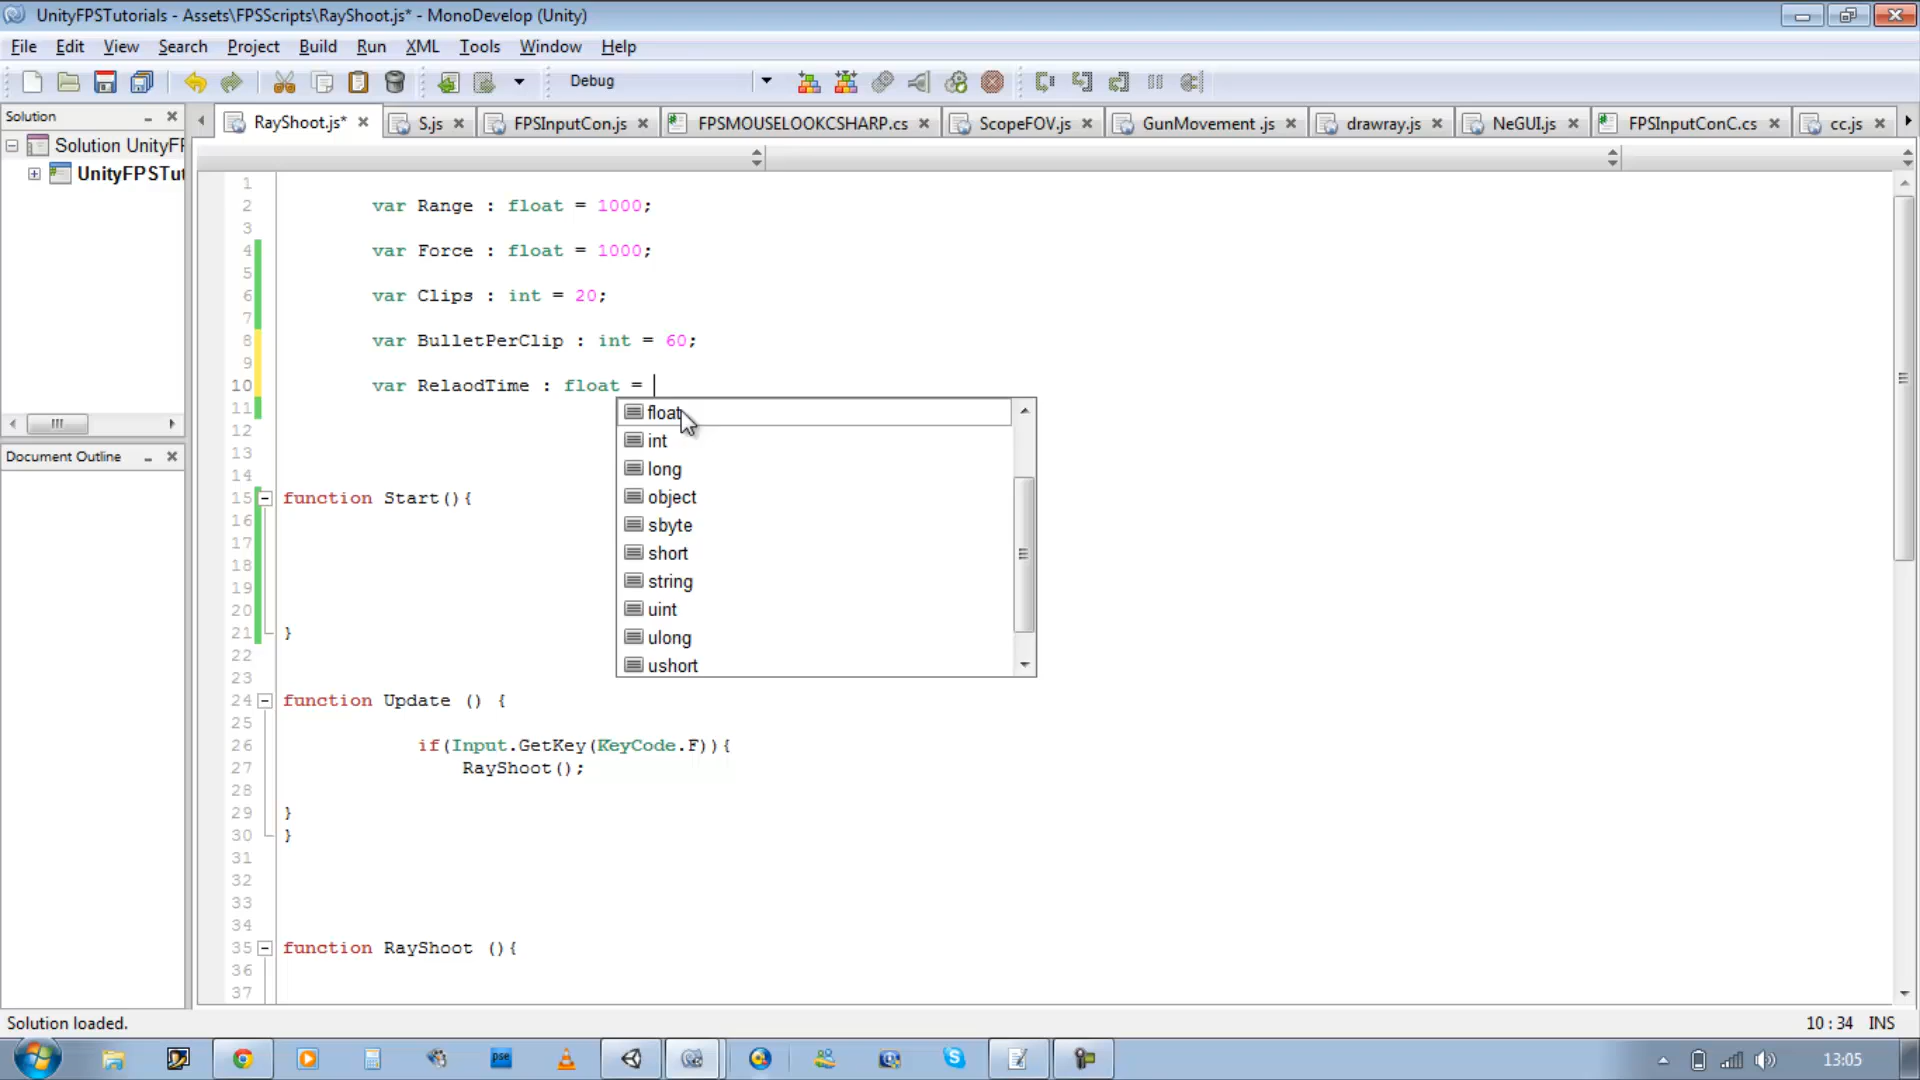 UnityFPSTutorials - Assets\FPSScripts\RayShoot.js* - MonoDevelop (Unity)
File Edit View Search Project Build Run XML Tools Window Help
Debug
Solution
RayShoot.js* S.js FPSInputCon.js FPSMOUSELOOKCSHARP.cs ScopeFOV.js GunMovement .js drawray.js NeGUI.js FPSInputConC.cs cc.js
Solution UnityFF
UnityFPSTut
1
2 var Range : float = 1000;
3
4 var Force : float = 1000;
5
6 var Clips : int = 20;
7
8 var BulletPerClip : int = 60;
9
10 var RelaodTime : float =
11
12
13
14
15 function Start(){
16
17
18
19
20
21 }
22
23
24 function Update () {
25
26 if(Input.GetKey(KeyCode.F)){
27 RayShoot();
28
29 }
30 }
31
32
33
34
35 function RayShoot (){
36
37
float
int
long
object
sbyte
short
string
uint
ulong
ushort
Document Outline
Solution loaded.
10 : 34 INS
pse
13:05